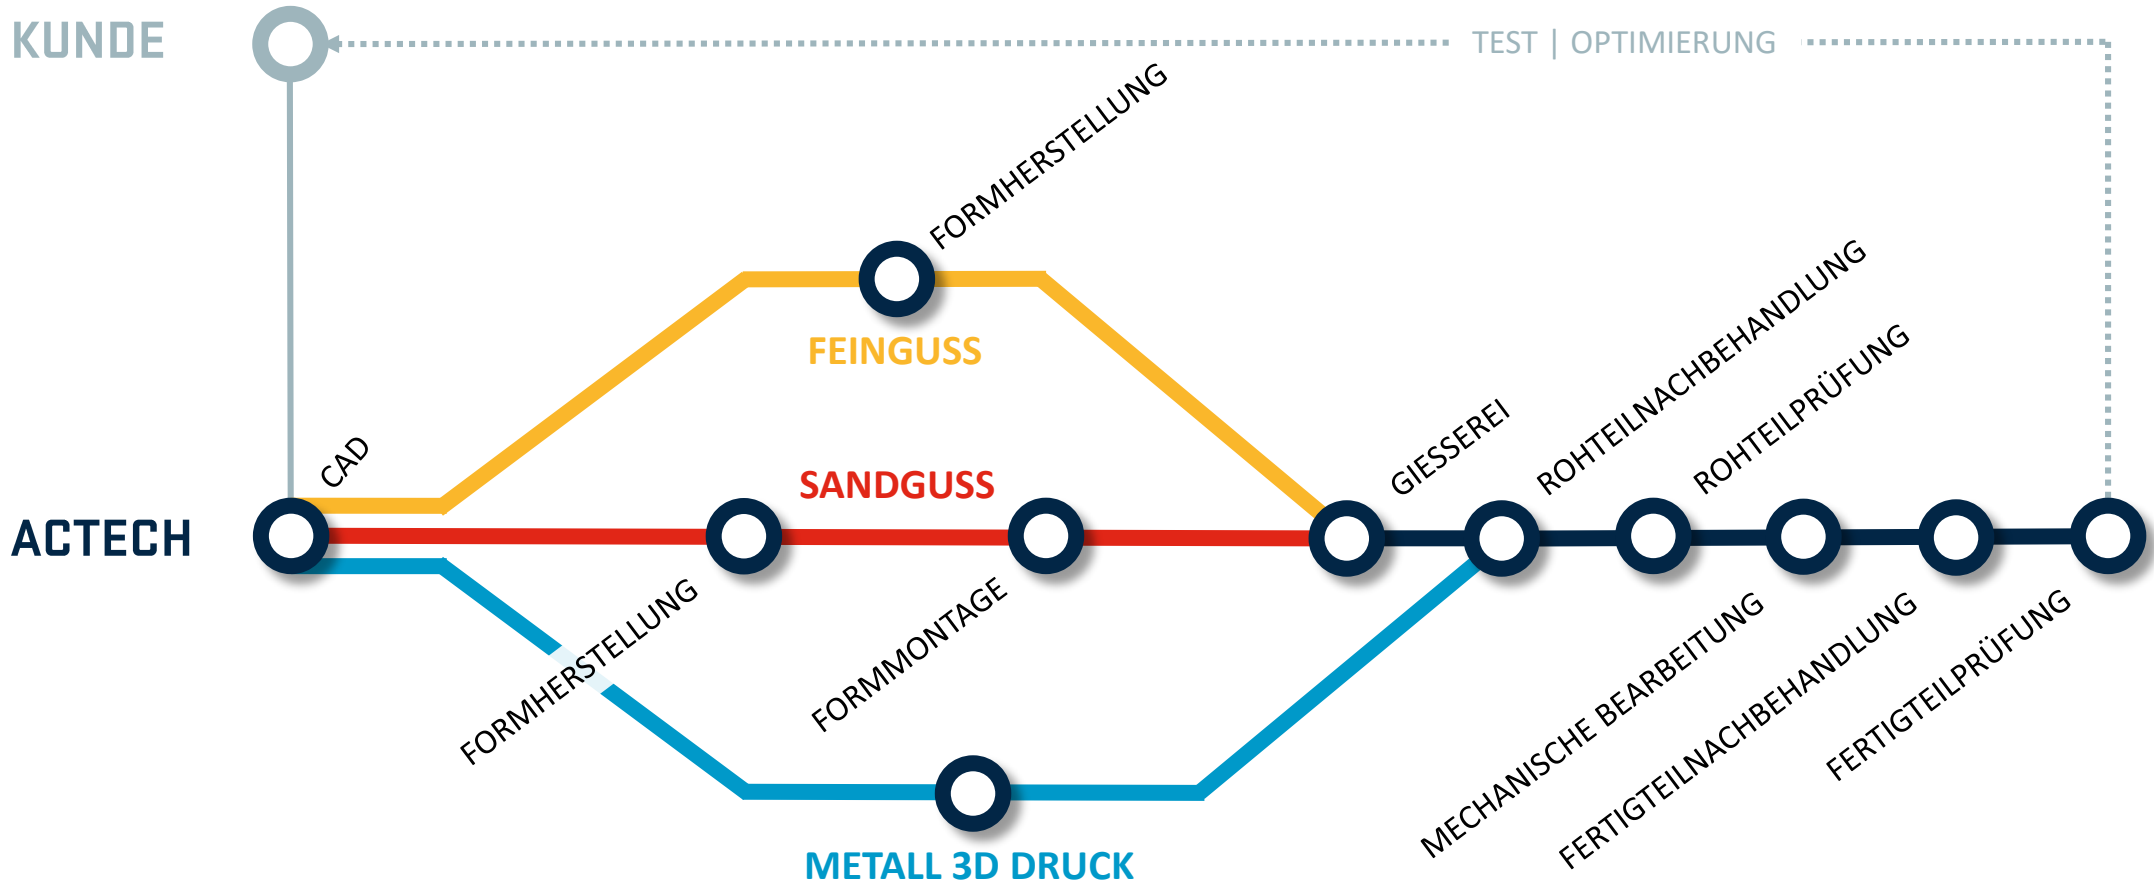 KUNDE
TEST | OPTIMIERUNG
FORMHERSTELLUNG
FEINGUSS
CAD
SANDGUSS
GIESSEREI
ROHTEILNACHBEHANDLUNG
ROHTEILPRÜFUNG
ACTECH
FORMHERSTELLUNG
FORMMONTAGE
MECHANISCHE BEARBEITUNG
FERTIGTEILNACHBEHANDLUNG
FERTIGTEILPRÜFUNG
METALL 3D DRUCK